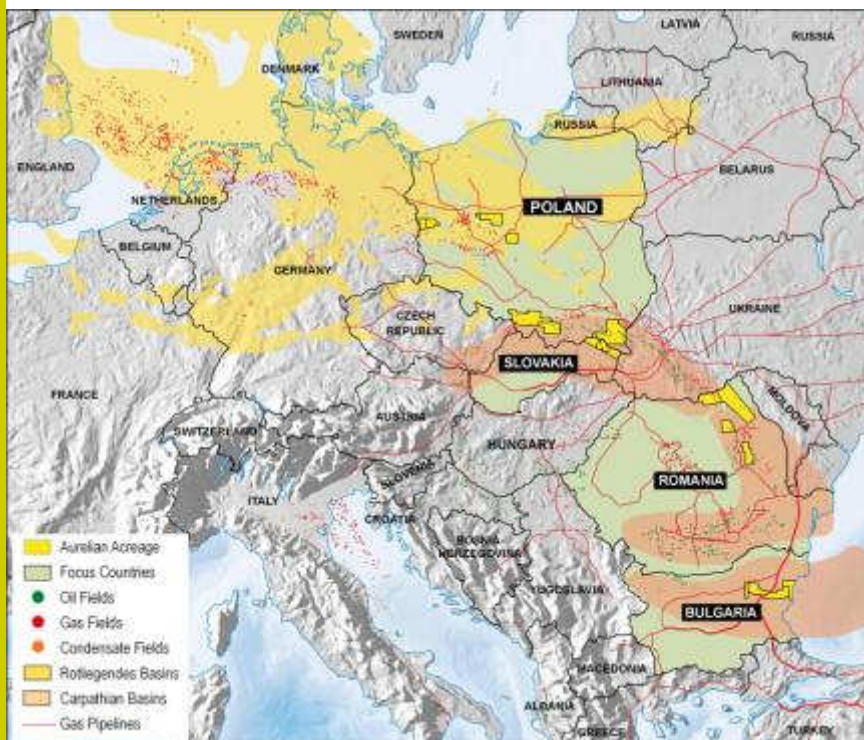 LATVIA
SWEDEN
RUSSIA
DENMARK
LITHUANIA
RUSSIA
ENGLAND
BELARUS
NETHERLANDS
POLAND
BELGIUM
GERMANY
UKRAINE
CZECH
REPUBLIC
SLOVAKIA
FRANCE
MOLDOVA
AUSTRIA
SWITZERLAND
HUNGARY
SLOVENIA
ROMANIA
ITALY
CROATIA
BOSNIA
HERZEGOVINA
YUGOSLAVIA
BULGARIA
MACEDONIA
ALBANIA
GREECE
TURKEY
Aurelian Acreage
Focus Countries
Oil Fields
Gas Fields
Condensate Fields
Rotliegendes Basins
Carpathian Basins
Gas Pipelines